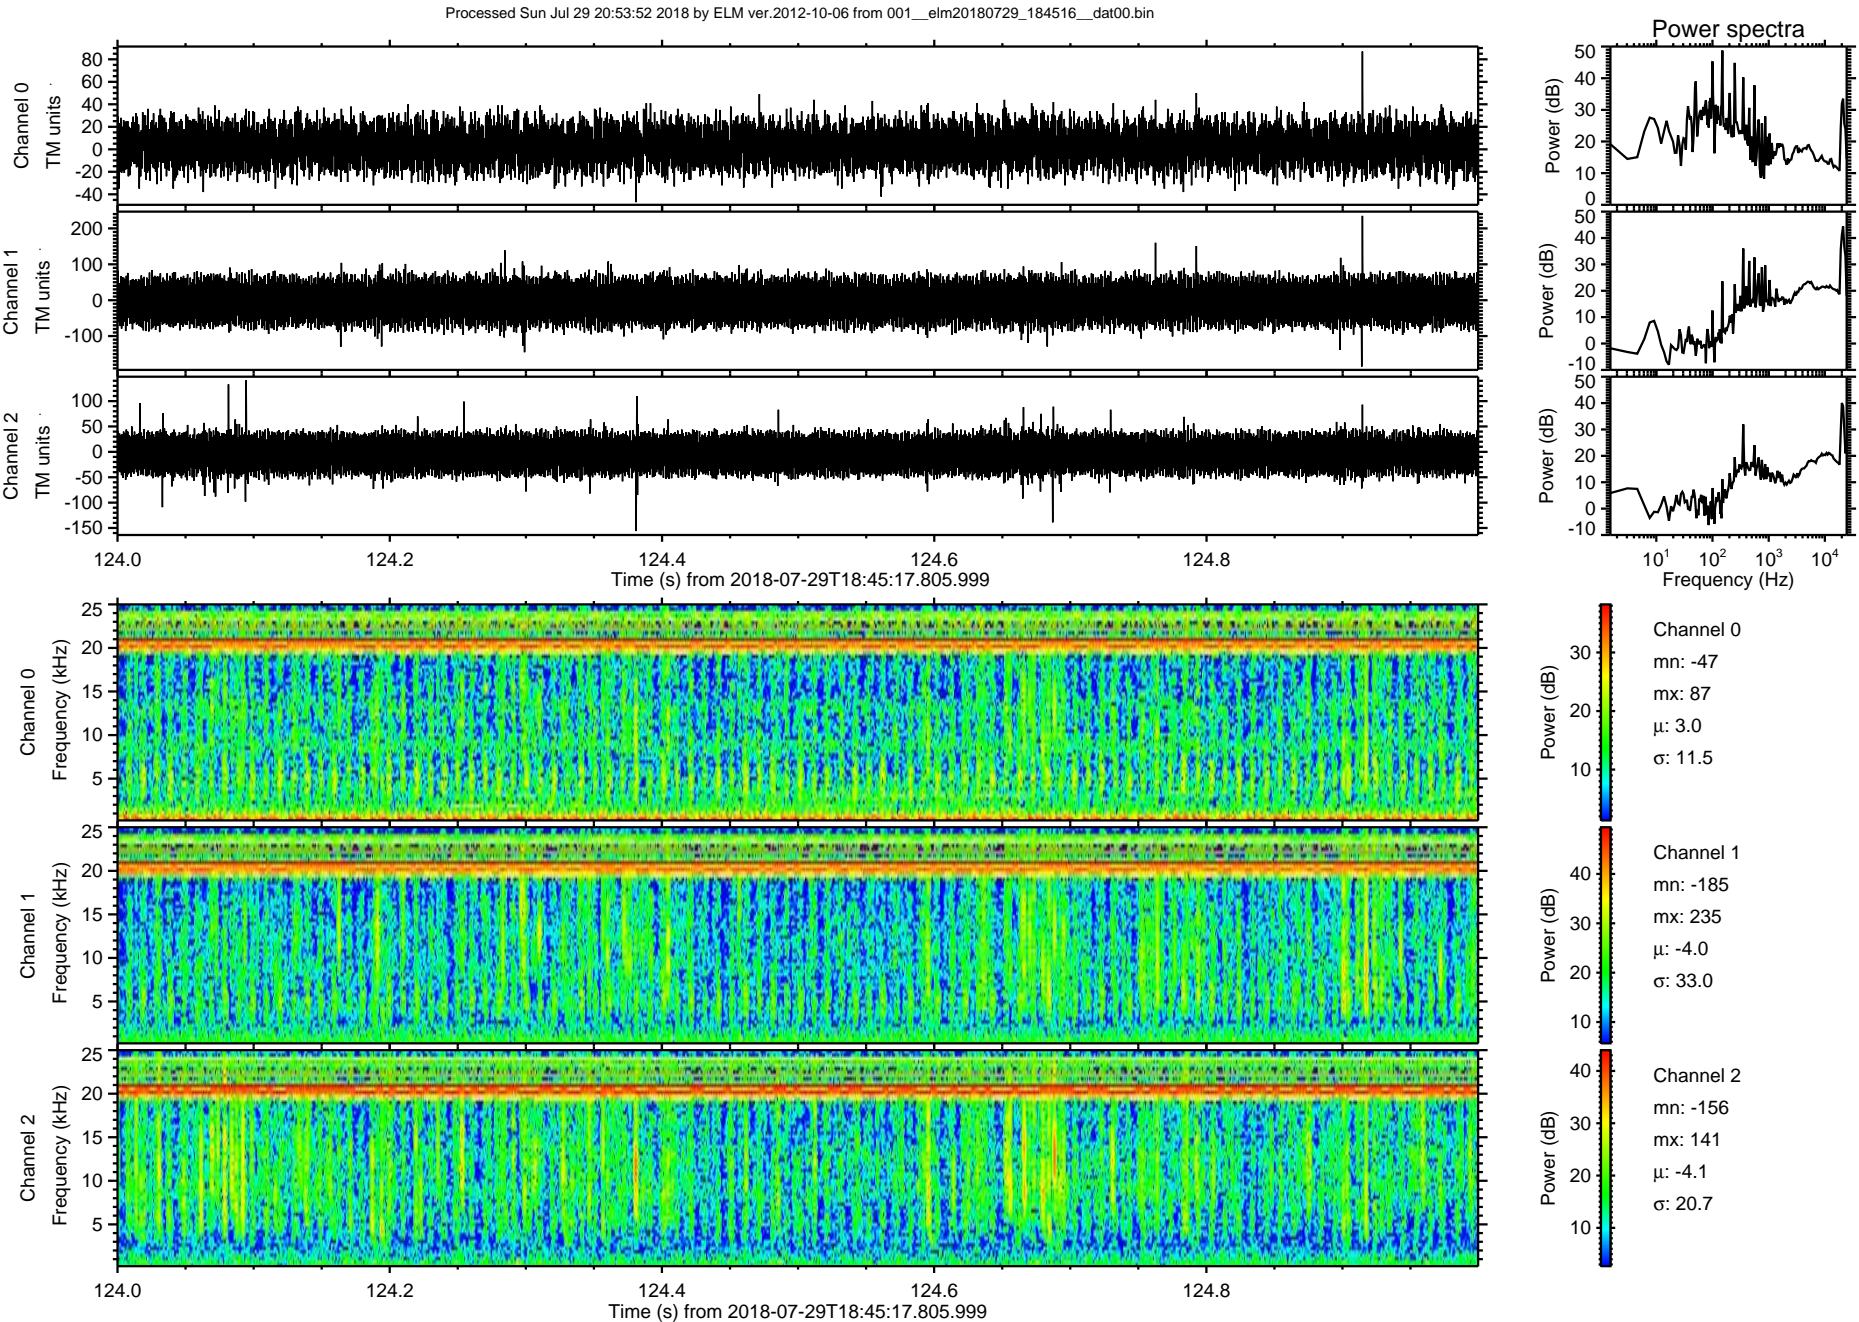 Processed Sun Jul 29 20:53:52 2018 by ELM ver.2012-10-06 from 001__elm20180729_184516__dat00.bin
Power spectra
Channel 0
TM units
80
60
40
20
0
-20
-40
Power (dB)
50
40
30
20
10
0
Channel 1
TM units
200
100
0
-100
Power (dB)
50
40
30
20
10
0
-10
Channel 2
TM units
100
50
0
-50
-100
-150
Power (dB)
50
40
30
20
10
0
-10
124.0 124.2 124.4 124.6 124.8
Time (s) from 2018-07-29T18:45:17.805.999
10¹ 10² 10³ 10⁴
Frequency (Hz)
Channel 0
Frequency (kHz)
25
20
15
10
5
Power (dB)
30
20
10
Channel 0
mn: -47
mx: 87
μ: 3.0
σ: 11.5
Channel 1
Frequency (kHz)
25
20
15
10
5
Power (dB)
40
30
20
10
Channel 1
mn: -185
mx: 235
μ: -4.0
σ: 33.0
Channel 2
Frequency (kHz)
25
20
15
10
5
Power (dB)
40
30
20
10
Channel 2
mn: -156
mx: 141
μ: -4.1
σ: 20.7
124.0 124.2 124.4 124.6 124.8
Time (s) from 2018-07-29T18:45:17.805.999